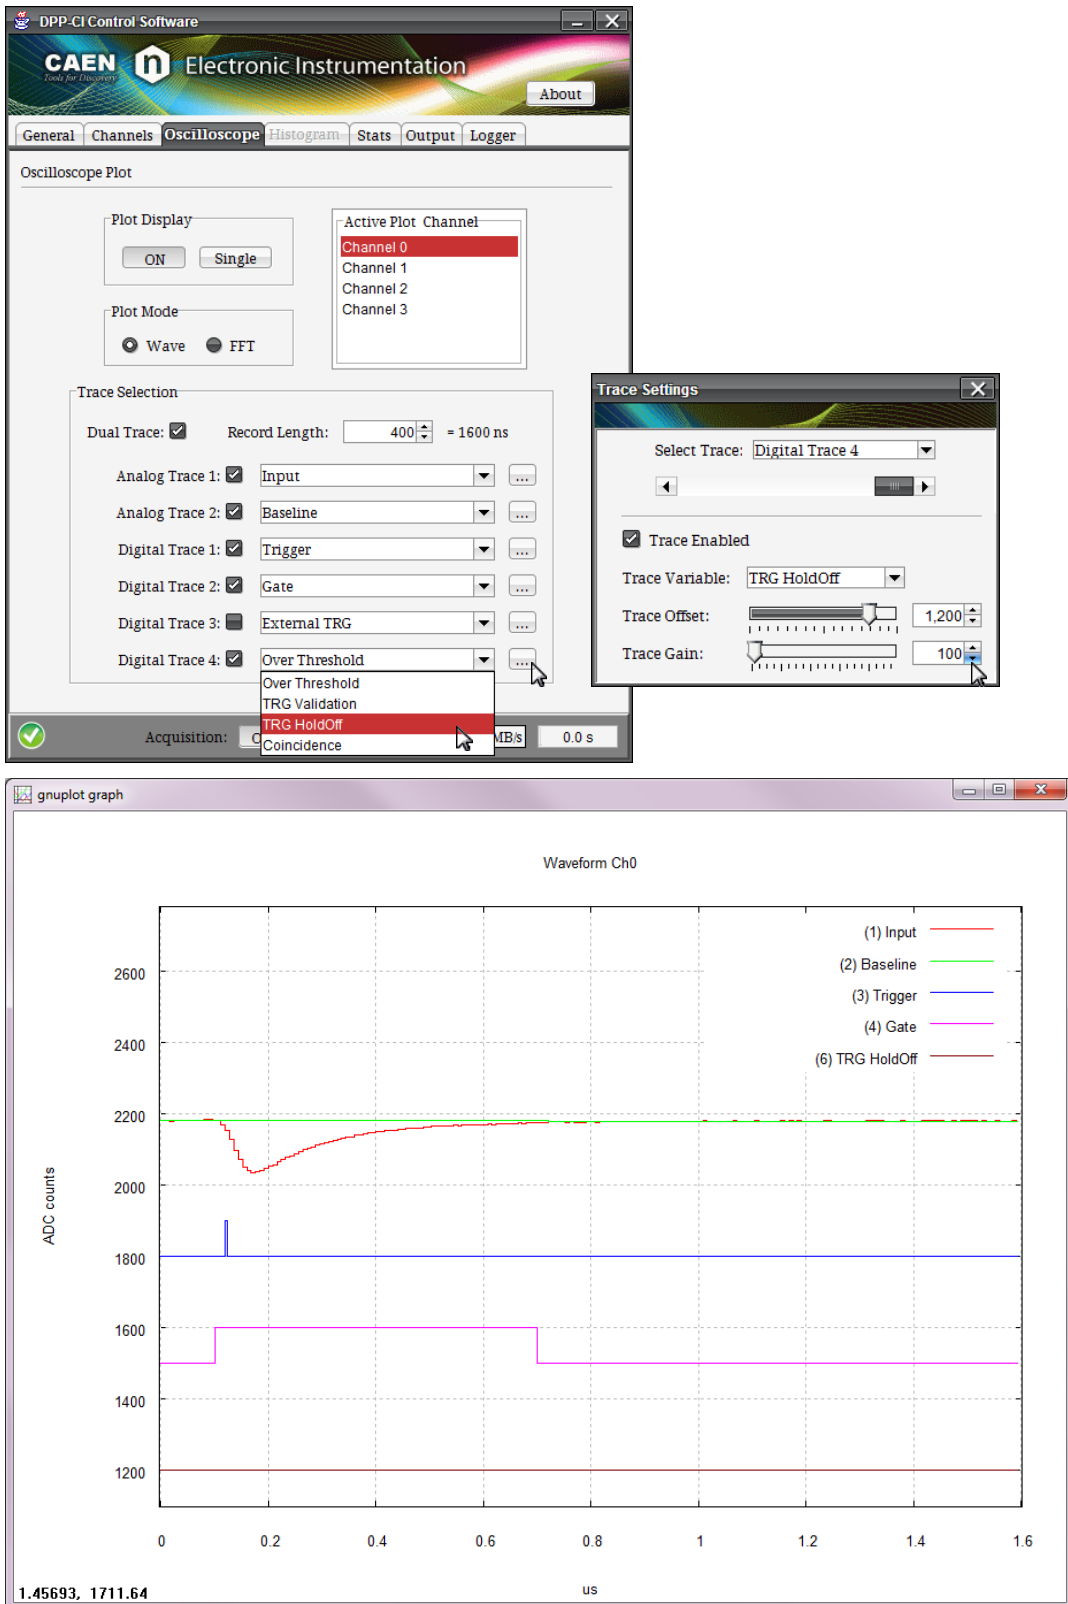 DPP-CI Control Software
CAEN n Electronic Instrumentation
Tools for Discovery
About
General Channels Oscilloscope Histogram Stats Output Logger
Oscilloscope Plot
Plot Display
ON Single
Active Plot Channel
Channel 0
Channel 1
Channel 2
Channel 3
Plot Mode
Wave FFT
Trace Selection
Dual Trace: Record Length: 400 = 1600 ns
Analog Trace 1: Input ...
Analog Trace 2: Baseline ...
Digital Trace 1: Trigger ...
Digital Trace 2: Gate ...
Digital Trace 3: External TRG ...
Digital Trace 4: Over Threshold ...
Over Threshold
TRG Validation
TRG HoldOff
Coincidence
Acquisition: MB/s 0.0 s
Trace Settings
Select Trace: Digital Trace 4
Trace Enabled
Trace Variable: TRG HoldOff
Trace Offset: 1,200
Trace Gain: 100
gnuplot graph
Waveform Ch0
(1) Input
(2) Baseline
(3) Trigger
(4) Gate
(6) TRG HoldOff
2600
2400
2200
2000
1800
1600
1400
1200
ADC counts
0 0.2 0.4 0.6 0.8 1 1.2 1.4 1.6
us
1.45693, 1711.64